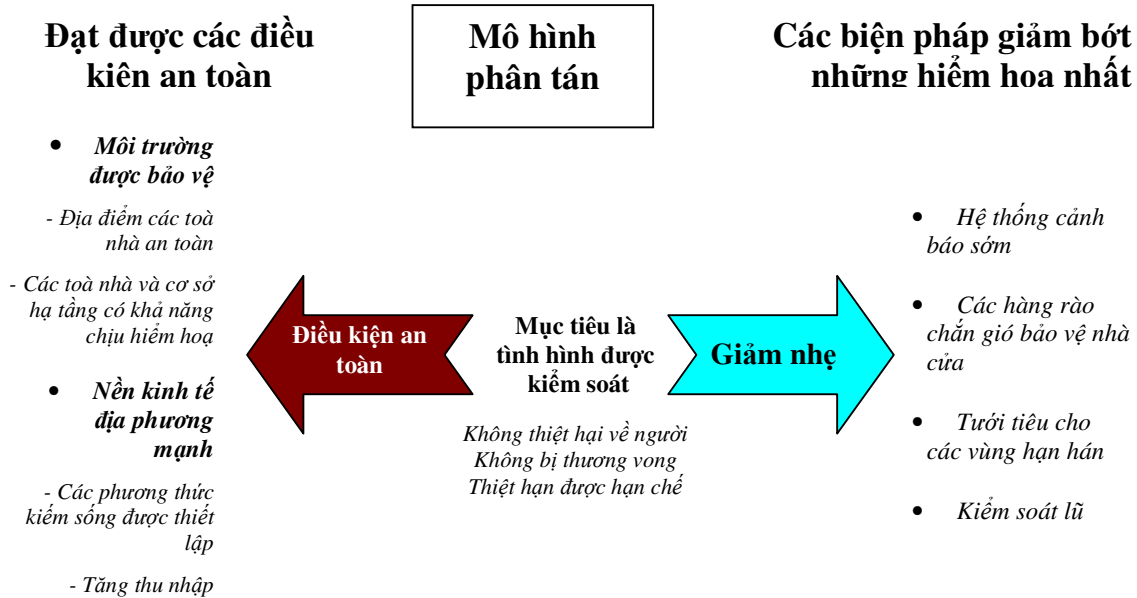 Đạt được các điều
kiên an toàn
Môi trường
được bảo vệ
- Địa điểm các toà
nhà an toàn
- Các toà nhà và cơ sở
hạ tầng có khả năng
chịu hiểm hoạ
Nền kinh tế
địa phương
mạnh
- Các phương thức
kiếm sống được thiết
lập
- Tăng thu nhập
Mô hình
phân tán
Điều kiện an
toàn
Mục tiêu là
tình hình được
kiểm soát
Không thiệt hại về người
Không bị thương vong
Thiệt hạn được hạn chế
Giảm nhẹ
Các biện pháp giảm bớt
những hiểm hoa nhất
Hệ thống cảnh
báo sớm
Các hàng rào
chắn gió bảo vệ nhà
cửa
Tưới tiêu cho
các vùng hạn hán
Kiểm soát lũ